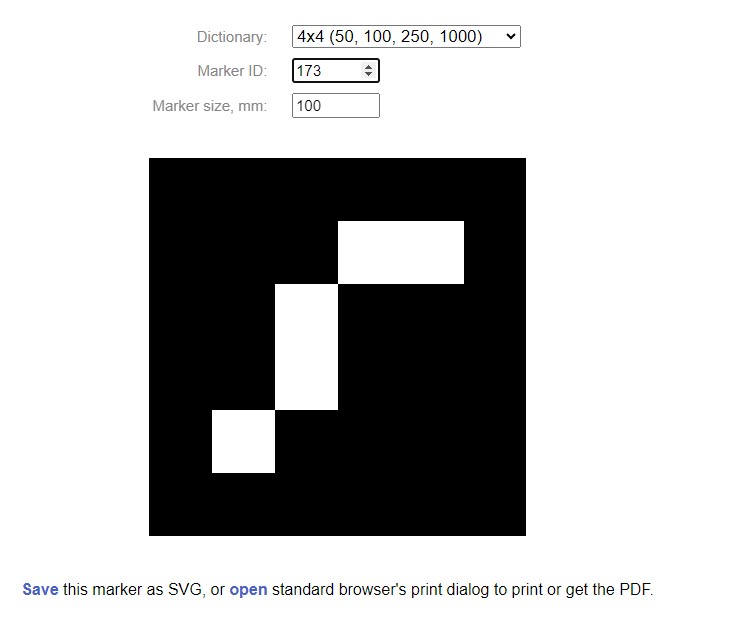 Dictionary: 4x4 (50, 100, 250, 1000)
Marker ID: 173
Marker size, mm: 100
Save this marker as SVG, or open standard browser's print dialog to print or get the PDF.